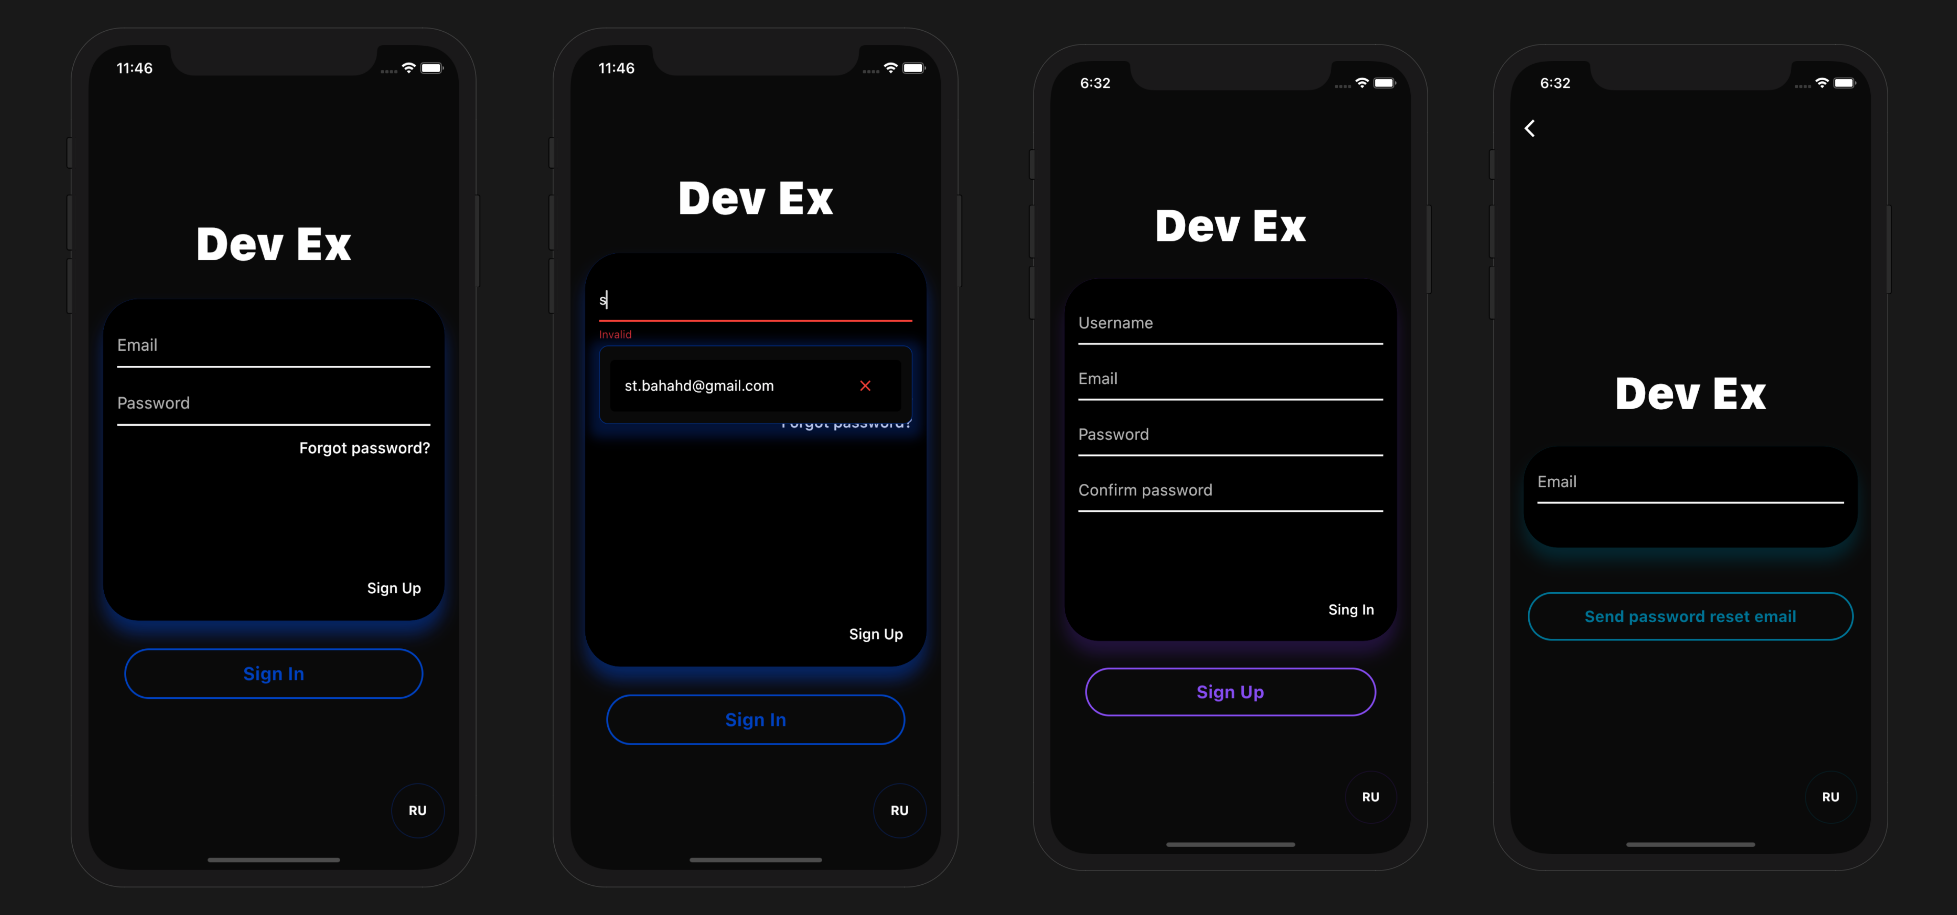 11:46
Dev Ex
Email
Password
Forgot password?
Sign Up
Sign In
RU
11:46
Dev Ex
s
Invalid
st.bahahd@gmail.com
Forgot password?
Sign Up
Sign In
RU
6:32
Dev Ex
Username
Email
Password
Confirm password
Sing In
Sign Up
RU
6:32
Dev Ex
Email
Send password reset email
RU